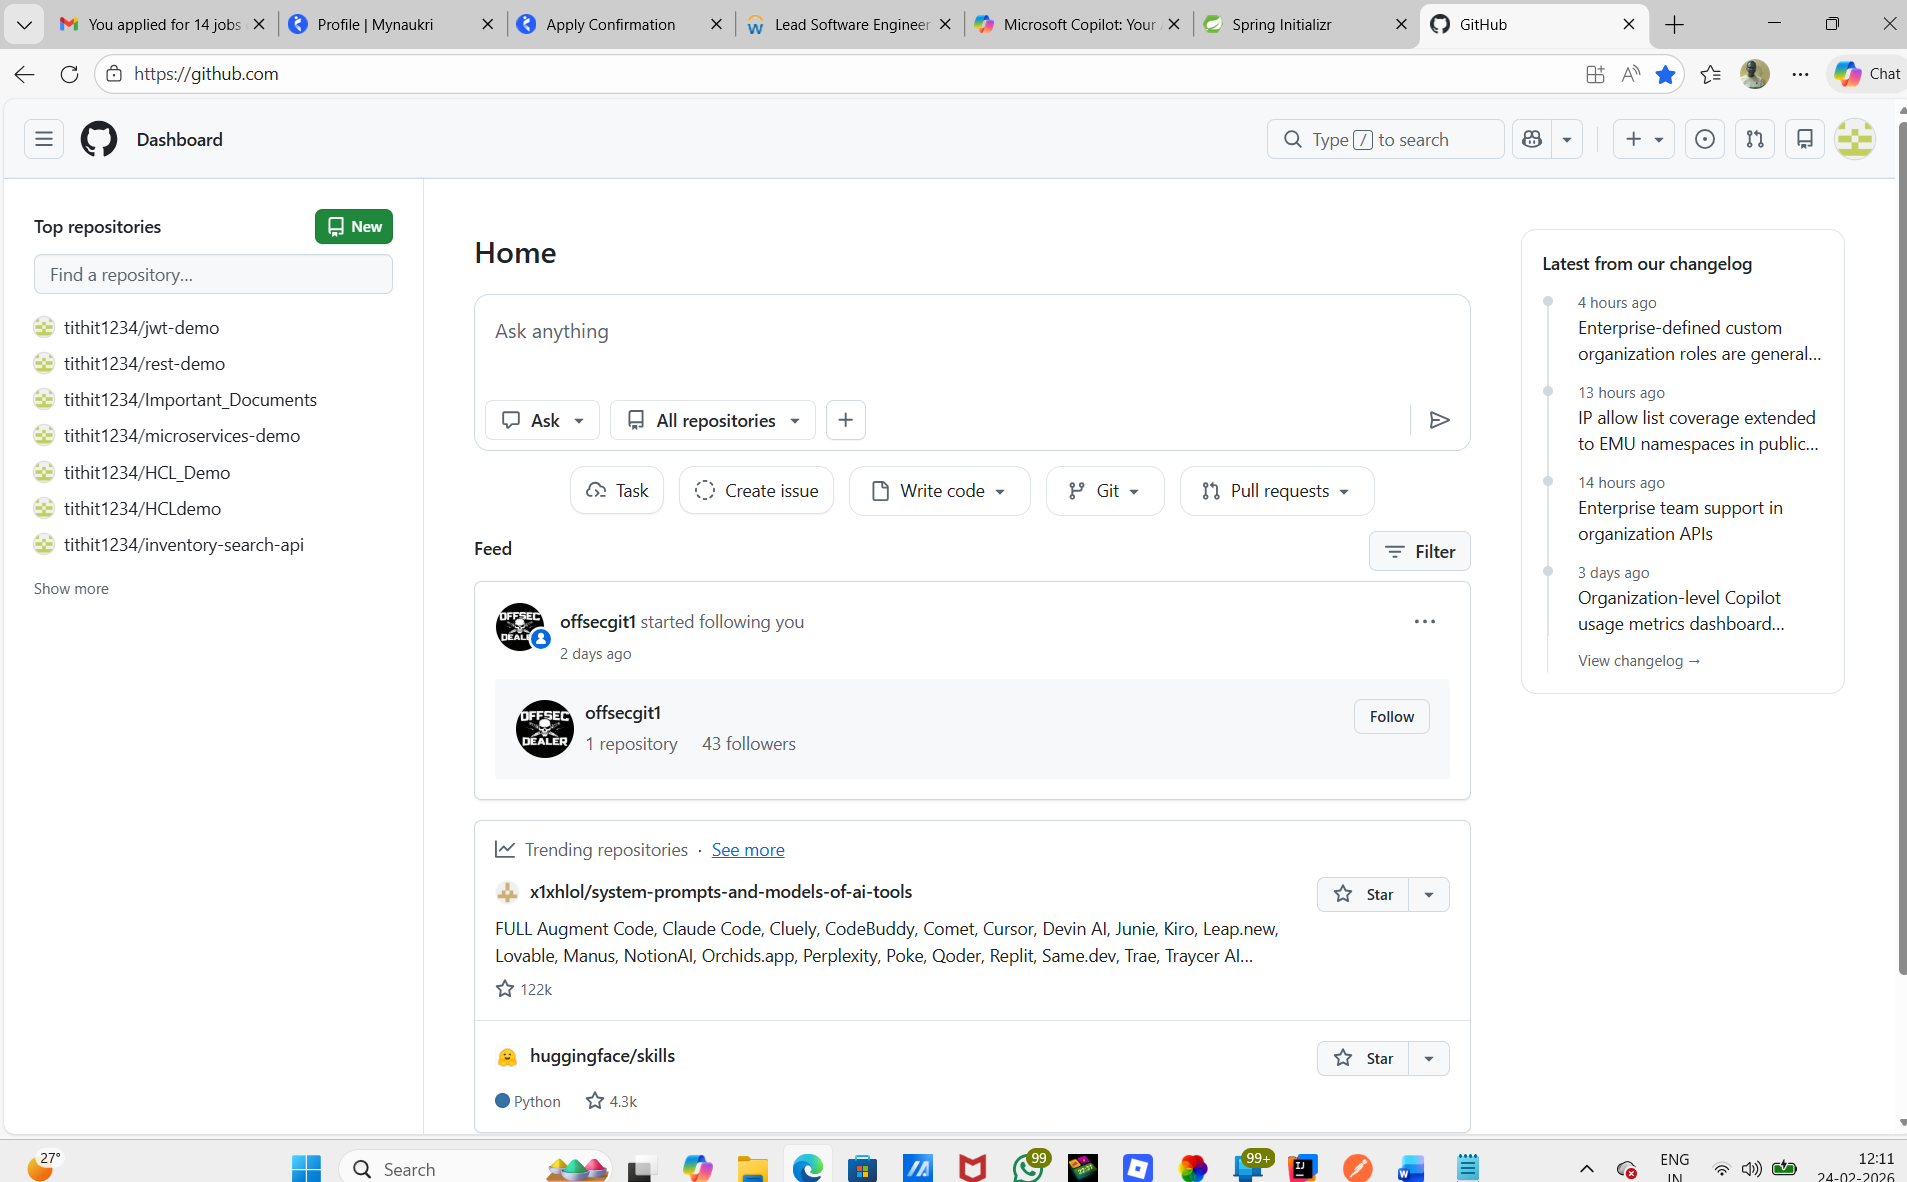 You applied for 14 jobs
Profile | Mynaukri
Apply Confirmation
Lead Software Engineer
Microsoft Copilot: Your
Spring Initializr
GitHub
https://github.com
Chat
Dashboard
Type / to search
Top repositories
New
Find a repository...
tithit1234/jwt-demo
tithit1234/rest-demo
tithit1234/Important_Documents
tithit1234/microservices-demo
tithit1234/HCL_Demo
tithit1234/HCLdemo
tithit1234/inventory-search-api
Show more
Home
Ask anything
Ask
All repositories
Task
Create issue
Write code
Git
Pull requests
Feed
Filter
OFFSEC
DEALER
offsecgit1 started following you
2 days ago
OFFSEC
DEALER
offsecgit1
1 repository 43 followers
Follow
Trending repositories · See more
x1xhlol/system-prompts-and-models-of-ai-tools
Star
FULL Augment Code, Claude Code, Cluely, CodeBuddy, Comet, Cursor, Devin AI, Junie, Kiro, Leap.new,
Lovable, Manus, NotionAI, Orchids.app, Perplexity, Poke, Qoder, Replit, Same.dev, Trae, Traycer AI...
122k
huggingface/skills
Star
Python
4.3k
Latest from our changelog
4 hours ago
Enterprise-defined custom
organization roles are general...
13 hours ago
IP allow list coverage extended
to EMU namespaces in public...
14 hours ago
Enterprise team support in
organization APIs
3 days ago
Organization-level Copilot
usage metrics dashboard...
View changelog →
27°
Search
99
99+
ENG
IN
12:11
24-02-2026